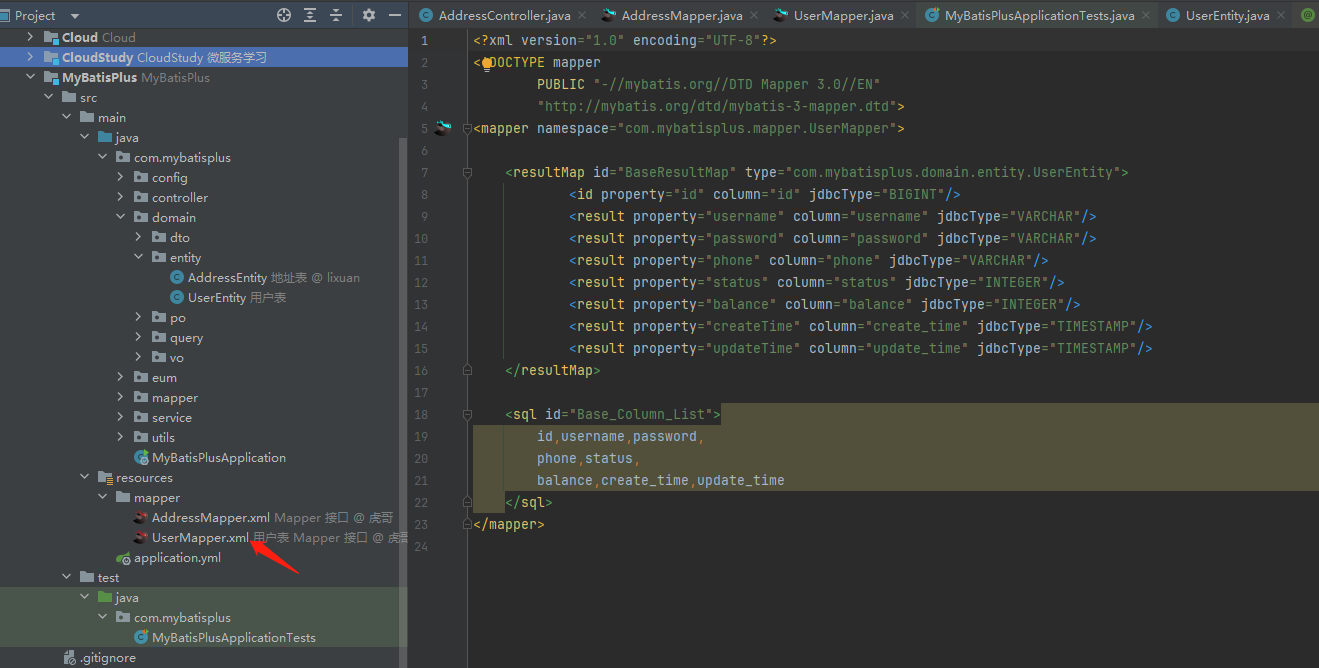 Project
AddressController.java
AddressMapper.java
UserMapper.java
MyBatisPlusApplicationTests.java
UserEntity.java
Cloud Cloud
CloudStudy CloudStudy 微服务学习
MyBatisPlus MyBatisPlus
src
main
java
com.mybatisplus
config
controller
domain
dto
entity
AddressEntity 地址表 @ lixuan
UserEntity 用户表
po
query
vo
eum
mapper
service
utils
MyBatisPlusApplication
resources
mapper
AddressMapper.xml Mapper 接口 @ 虎哥
UserMapper.xml 用户表 Mapper 接口 @ 虎哥
application.yml
test
java
com.mybatisplus
MyBatisPlusApplicationTests
.gitignore
1 <?xml version="1.0" encoding="UTF-8"?>
2 <DOCTYPE mapper
3 PUBLIC "-//mybatis.org//DTD Mapper 3.0//EN"
4 "http://mybatis.org/dtd/mybatis-3-mapper.dtd">
5 <mapper namespace="com.mybatisplus.mapper.UserMapper">
6
7 <resultMap id="BaseResultMap" type="com.mybatisplus.domain.entity.UserEntity">
8 <id property="id" column="id" jdbcType="BIGINT"/>
9 <result property="username" column="username" jdbcType="VARCHAR"/>
10 <result property="password" column="password" jdbcType="VARCHAR"/>
11 <result property="phone" column="phone" jdbcType="VARCHAR"/>
12 <result property="status" column="status" jdbcType="INTEGER"/>
13 <result property="balance" column="balance" jdbcType="INTEGER"/>
14 <result property="createTime" column="create_time" jdbcType="TIMESTAMP"/>
15 <result property="updateTime" column="update_time" jdbcType="TIMESTAMP"/>
16 </resultMap>
17
18 <sql id="Base_Column_List">
19 id,username,password,
20 phone,status,
21 balance,create_time,update_time
22 </sql>
23 </mapper>
24